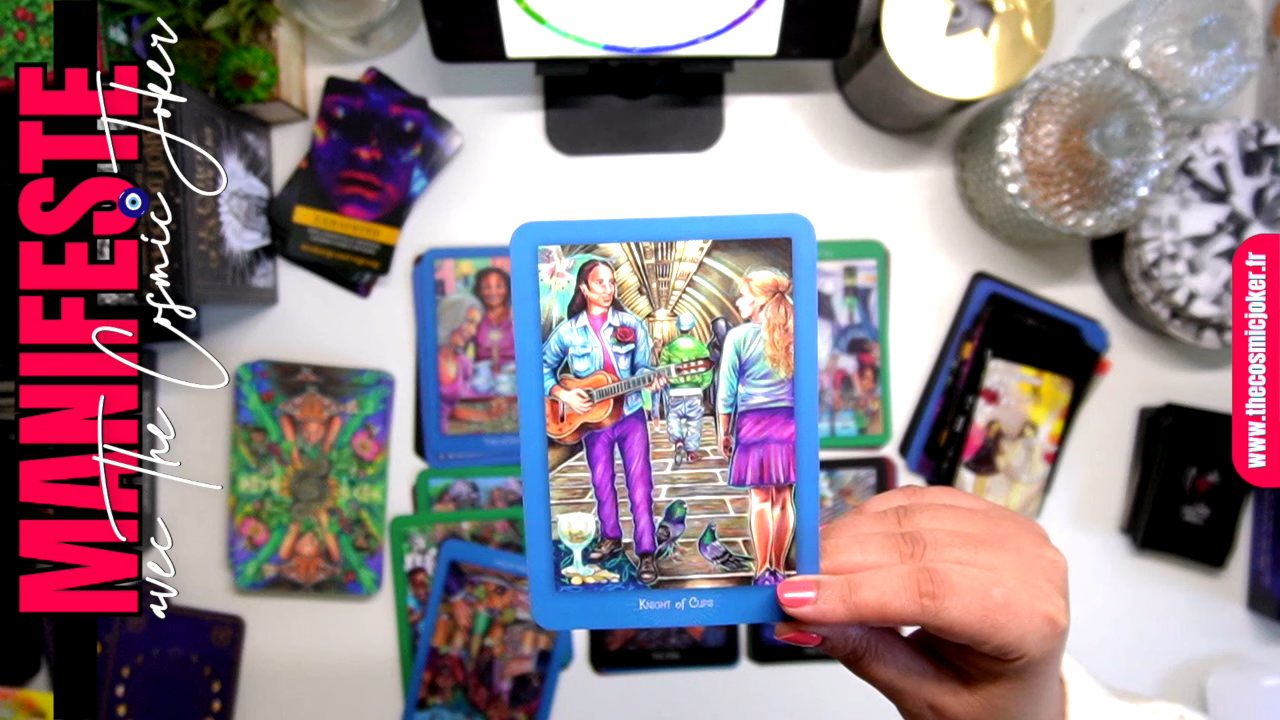 MANIFESTE
avec The Cosmic Joker
www.thecosmicjoker.fr
Knight of Cups